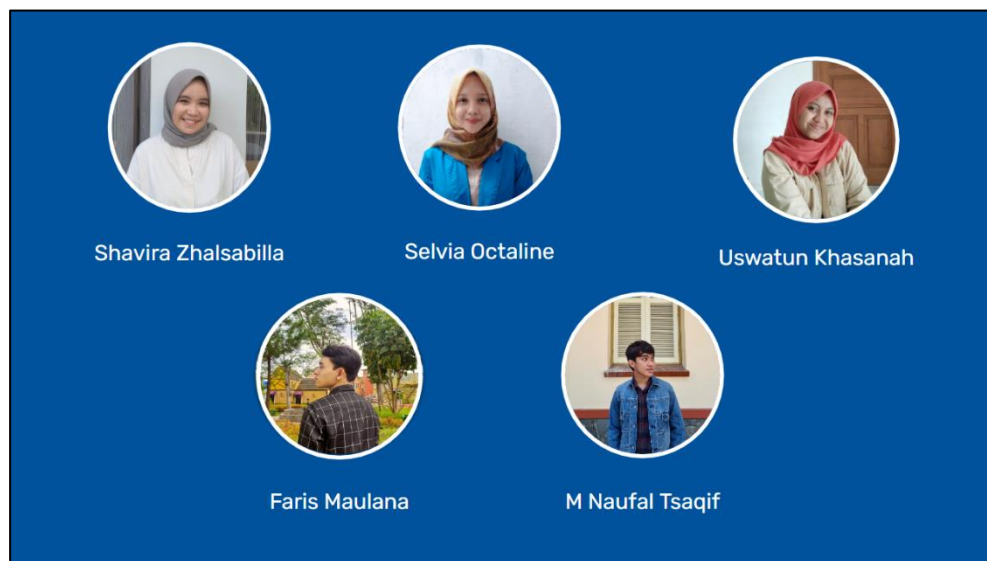 Shavira Zhalsabilla
Selvia Octaline
Uswatun Khasanah
Faris Maulana
M Naufal Tsaqif